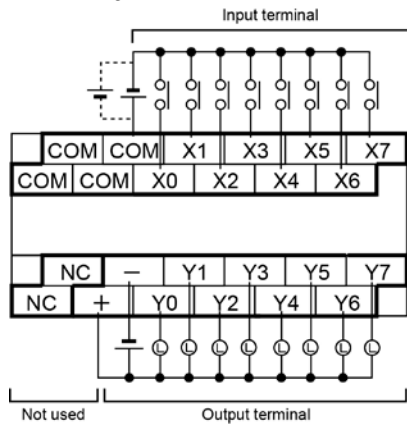 Input terminal
COM COM X1 X3 X5 X7
COM COM X0 X2 X4 X6
NC − Y1 Y3 Y5 Y7
NC + Y0 Y2 Y4 Y6
L L L L L L L L
Not used Output terminal